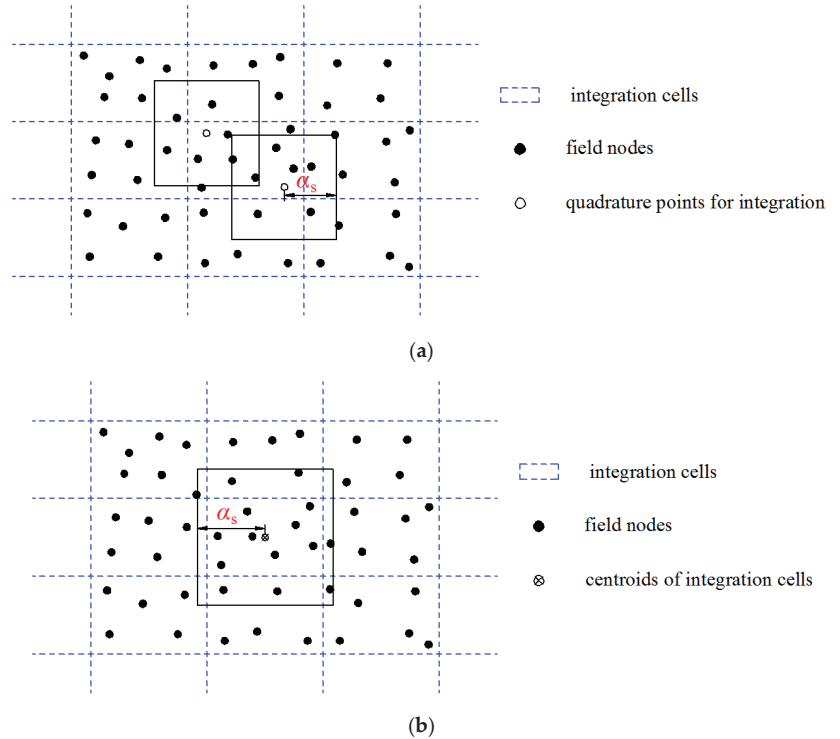 integration cells
field nodes
αs
quadrature points for integration
(a)
integration cells
αs
field nodes
centroids of integration cells
(b)